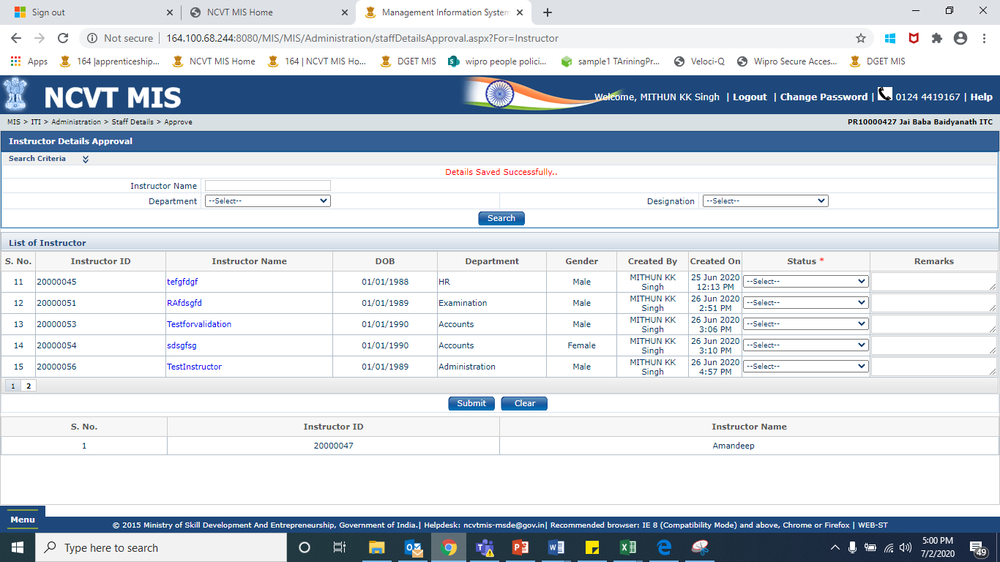 Sign out
NCVT MIS Home
Management Information System
Not secure | 164.100.68.244:8080/MIS/MIS/Administration/staffDetailsApproval.aspx?For=Instructor
Apps 164 |apprenticeship... NCVT MIS Home 164 | NCVT MIS Ho... DGET MIS wipro people polici... sample1 TAriningPr... Veloci-Q Wipro Secure Acces... DGET MIS
NCVT MIS
Welcome, MITHUN KK Singh | Logout | Change Password | 0124 4419167 | Help
MIS > ITI > Administration > Staff Details > Approve
PR10000427 Jai Baba Baidyanath ITC
Instructor Details Approval
Search Criteria
Details Saved Successfully..
Instructor Name
Department --Select-- Designation --Select--
Search
List of Instructor
S. No. Instructor ID Instructor Name DOB Department Gender Created By Created On Status * Remarks
11 20000045 tefgfdgf 01/01/1988 HR Male MITHUN KK Singh 25 Jun 2020 12:13 PM --Select--
12 20000051 RAfdsgfd 01/01/1989 Examination Male MITHUN KK Singh 26 Jun 2020 2:51 PM --Select--
13 20000053 Testforvalidation 01/01/1990 Accounts Male MITHUN KK Singh 26 Jun 2020 3:06 PM --Select--
14 20000054 sdsgfsg 01/01/1990 Accounts Female MITHUN KK Singh 26 Jun 2020 3:10 PM --Select--
15 20000056 TestInstructor 01/01/1989 Administration Male MITHUN KK Singh 26 Jun 2020 4:57 PM --Select--
1 2
Submit Clear
S. No. Instructor ID Instructor Name
1 20000047 Amandeep
Menu
© 2015 Ministry of Skill Development And Entrepreneurship, Government of India.| Helpdesk: ncvtmis-msde@gov.in| Recommended browser: IE 8 (Compatibility Mode) and above, Chrome or Firefox | WEB-ST
Type here to search
5:00 PM
7/2/2020
49